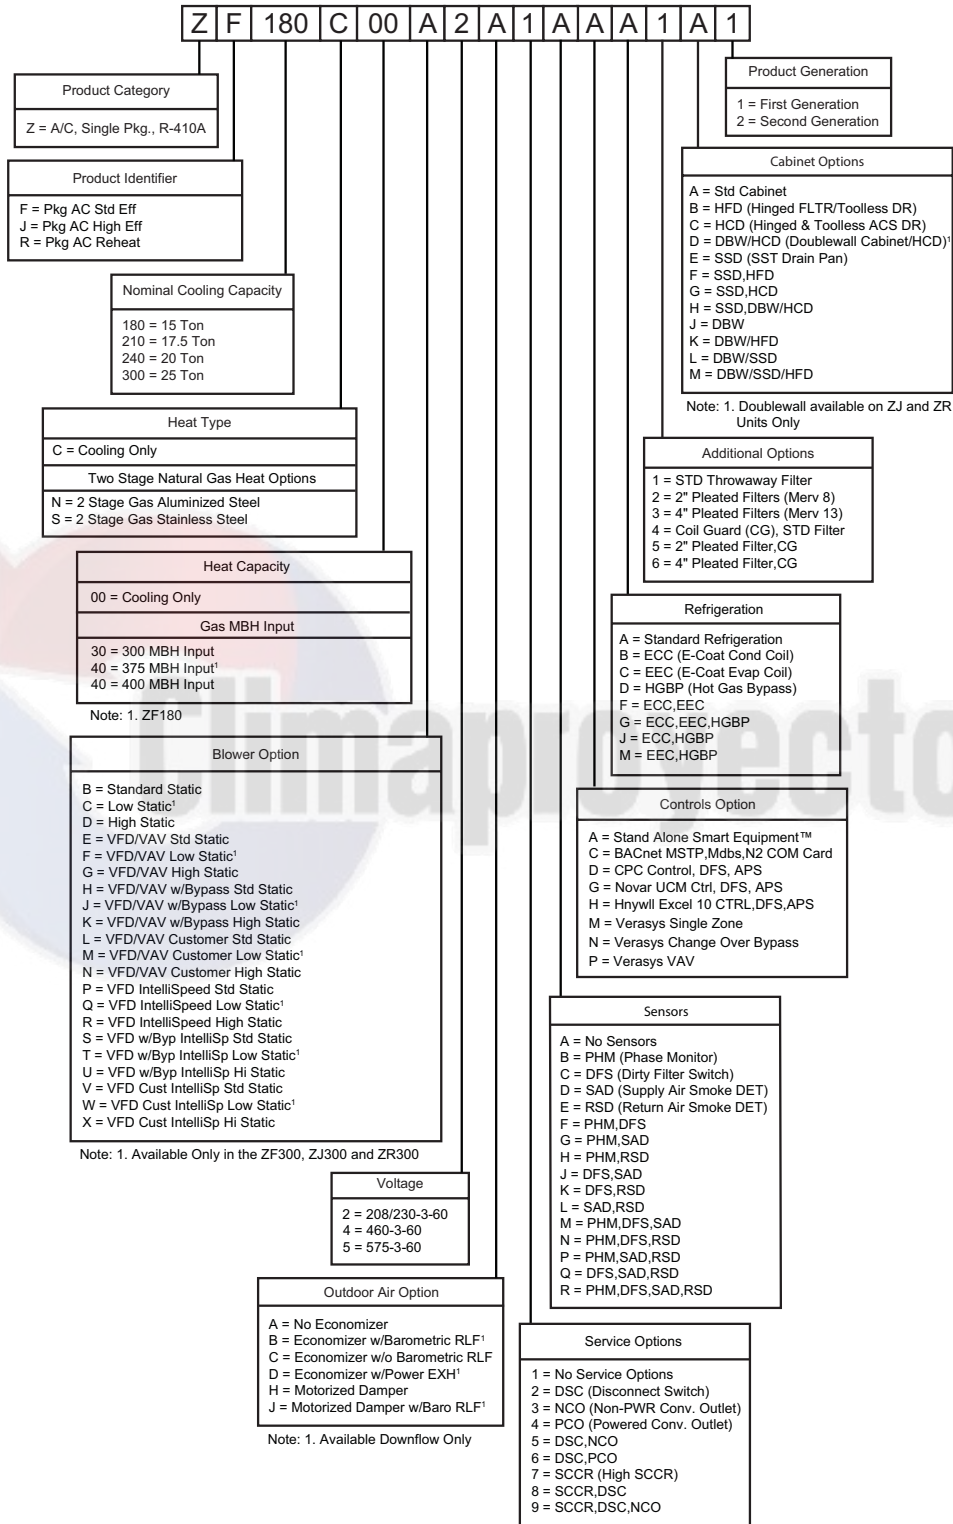 Z F 180 C 00 A 2 A 1 A A A 1 A 1
Product Category
Z = A/C, Single Pkg., R-410A
Product Identifier
F = Pkg AC Std Eff
J = Pkg AC High Eff
R = Pkg AC Reheat
Nominal Cooling Capacity
180 = 15 Ton
210 = 17.5 Ton
240 = 20 Ton
300 = 25 Ton
Heat Type
C = Cooling Only
Two Stage Natural Gas Heat Options
N = 2 Stage Gas Aluminized Steel
S = 2 Stage Gas Stainless Steel
Heat Capacity
00 = Cooling Only
Gas MBH Input
30 = 300 MBH Input
40 = 375 MBH Input¹
40 = 400 MBH Input
Note: 1. ZF180
Blower Option
B = Standard Static
C = Low Static¹
D = High Static
E = VFD/VAV Std Static
F = VFD/VAV Low Static¹
G = VFD/VAV High Static
H = VFD/VAV w/Bypass Std Static
J = VFD/VAV w/Bypass Low Static¹
K = VFD/VAV w/Bypass High Static
L = VFD/VAV Customer Std Static
M = VFD/VAV Customer Low Static¹
N = VFD/VAV Customer High Static
P = VFD IntelliSpeed Std Static
Q = VFD IntelliSpeed Low Static¹
R = VFD IntelliSpeed High Static
S = VFD w/Byp IntelliSp Std Static
T = VFD w/Byp IntelliSp Low Static¹
U = VFD w/Byp IntelliSp Hi Static
V = VFD Cust IntelliSp Std Static
W = VFD Cust IntelliSp Low Static¹
X = VFD Cust IntelliSp Hi Static
Note: 1. Available Only in the ZF300, ZJ300 and ZR300
Voltage
2 = 208/230-3-60
4 = 460-3-60
5 = 575-3-60
Outdoor Air Option
A = No Economizer
B = Economizer w/Barometric RLF¹
C = Economizer w/o Barometric RLF
D = Economizer w/Power EXH¹
H = Motorized Damper
J = Motorized Damper w/Baro RLF¹
Note: 1. Available Downflow Only
Product Generation
1 = First Generation
2 = Second Generation
Cabinet Options
A = Std Cabinet
B = HFD (Hinged FLTR/Toolless DR)
C = HCD (Hinged & Toolless ACS DR)
D = DBW/HCD (Doublewall Cabinet/HCD)¹
E = SSD (SST Drain Pan)
F = SSD,HFD
G = SSD,HCD
H = SSD,DBW/HCD
J = DBW
K = DBW/HFD
L = DBW/SSD
M = DBW/SSD/HFD
Note: 1. Doublewall available on ZJ and ZR
Units Only
Additional Options
1 = STD Throwaway Filter
2 = 2" Pleated Filters (Merv 8)
3 = 4" Pleated Filters (Merv 13)
4 = Coil Guard (CG), STD Filter
5 = 2" Pleated Filter,CG
6 = 4" Pleated Filter,CG
Refrigeration
A = Standard Refrigeration
B = ECC (E-Coat Cond Coil)
C = EEC (E-Coat Evap Coil)
D = HGBP (Hot Gas Bypass)
F = ECC,EEC
G = ECC,EEC,HGBP
J = ECC,HGBP
M = EEC,HGBP
Controls Option
A = Stand Alone Smart Equipment™
C = BACnet MSTP,Mdbs,N2 COM Card
D = CPC Control, DFS, APS
G = Novar UCM Ctrl, DFS, APS
H = Hnywll Excel 10 CTRL,DFS,APS
M = Verasys Single Zone
N = Verasys Change Over Bypass
P = Verasys VAV
Sensors
A = No Sensors
B = PHM (Phase Monitor)
C = DFS (Dirty Filter Switch)
D = SAD (Supply Air Smoke DET)
E = RSD (Return Air Smoke DET)
F = PHM,DFS
G = PHM,SAD
H = PHM,RSD
J = DFS,SAD
K = DFS,RSD
L = SAD,RSD
M = PHM,DFS,SAD
N = PHM,DFS,RSD
P = PHM,SAD,RSD
Q = DFS,SAD,RSD
R = PHM,DFS,SAD,RSD
Service Options
1 = No Service Options
2 = DSC (Disconnect Switch)
3 = NCO (Non-PWR Conv. Outlet)
4 = PCO (Powered Conv. Outlet)
5 = DSC,NCO
6 = DSC,PCO
7 = SCCR (High SCCR)
8 = SCCR,DSC
9 = SCCR,DSC,NCO
Climaproyecto